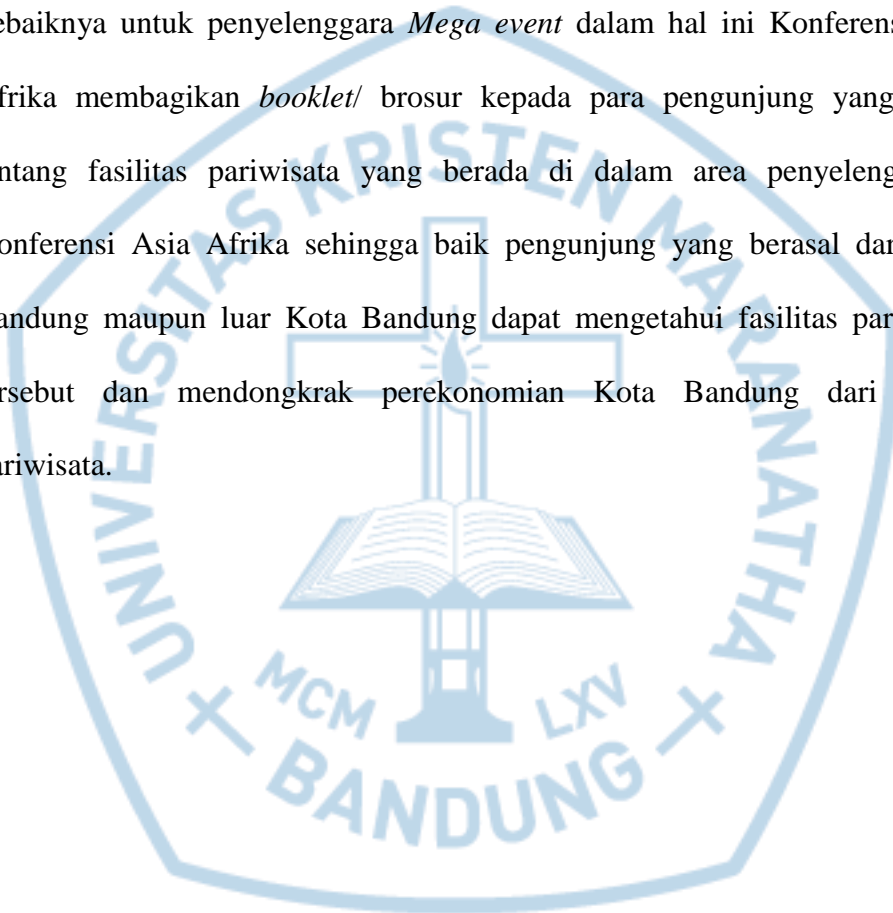 ebaiknya untuk penyelenggara Mega event dalam hal ini Konferens
frika membagikan booklet/ brosur kepada para pengunjung yang
ntang fasilitas pariwisata yang berada di dalam area penyeleng
onferensi Asia Afrika sehingga baik pengunjung yang berasal dar
andung maupun luar Kota Bandung dapat mengetahui fasilitas par
rsebut dan mendongkrak perekonomian Kota Bandung dari
ariwisata.
UNIVERSITAS KRISTEN MARANATHA
MCM LXV
BANDUNG